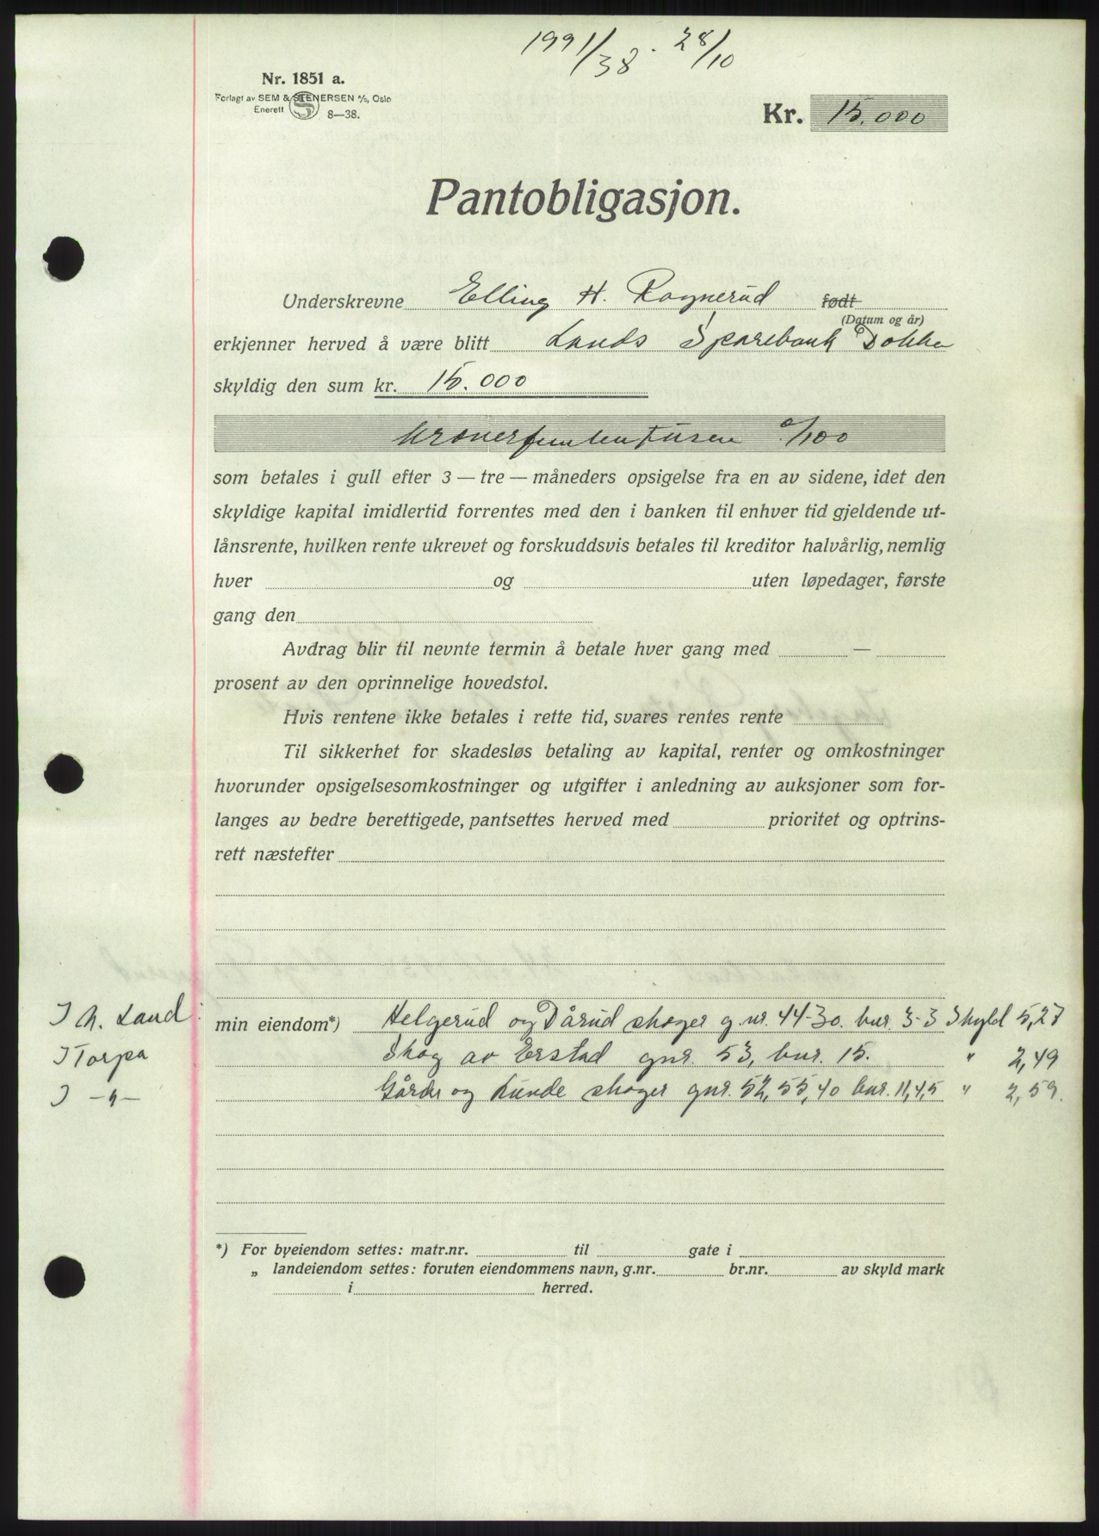 1991/38. 28/10
Nr. 1851 a.
Forlagt av SEM & STENERSEN A/S, Oslo
Enerett
8—38.
Kr. 15.000
Pantobligasjon.
Underskrevne Elling H. Rognerud født
(Datum og år)
erkjenner herved å være blitt Lands Sparebank Dokka
skyldig den sum kr. 15.000
Kronerfemtentusen 0/100
som betales i gull efter 3 — tre — måneders opsigelse fra en av sidene, idet den
skyldige kapital imidlertid forrentes med den i banken til enhver tid gjeldende ut-
lånsrente, hvilken rente ukrevet og forskuddsvis betales til kreditor halvårlig, nemlig
hver og uten løpedager, første
gang den
Avdrag blir til nevnte termin å betale hver gang med —
prosent av den oprinnelige hovedstol.
Hvis rentene ikke betales i rette tid, svares rentes rente
Til sikkerhet for skadesløs betaling av kapital, renter og omkostninger
hvorunder opsigelsesomkostninger og utgifter i anledning av auksjoner som for-
langes av bedre berettigede, pantsettes herved med prioritet og optrins-
rett næstefter
I N. Land: min eiendom*) Helgerud og Dårud skoger g.nr. 44-30. bnr. 3-3 Skyld 5,27
I Torpa Skog av Erstad gnr. 53, bnr. 15. " 2,49
I -"- Gårder og Lunde skoger gnr. 52, 55, 40 bnr. 11,4,5 " 2,59.
*) For byeiendom settes: matr.nr. til gate i
„ landeiendom settes: foruten eiendommens navn, g.nr. br.nr. av skyld mark
i herred.